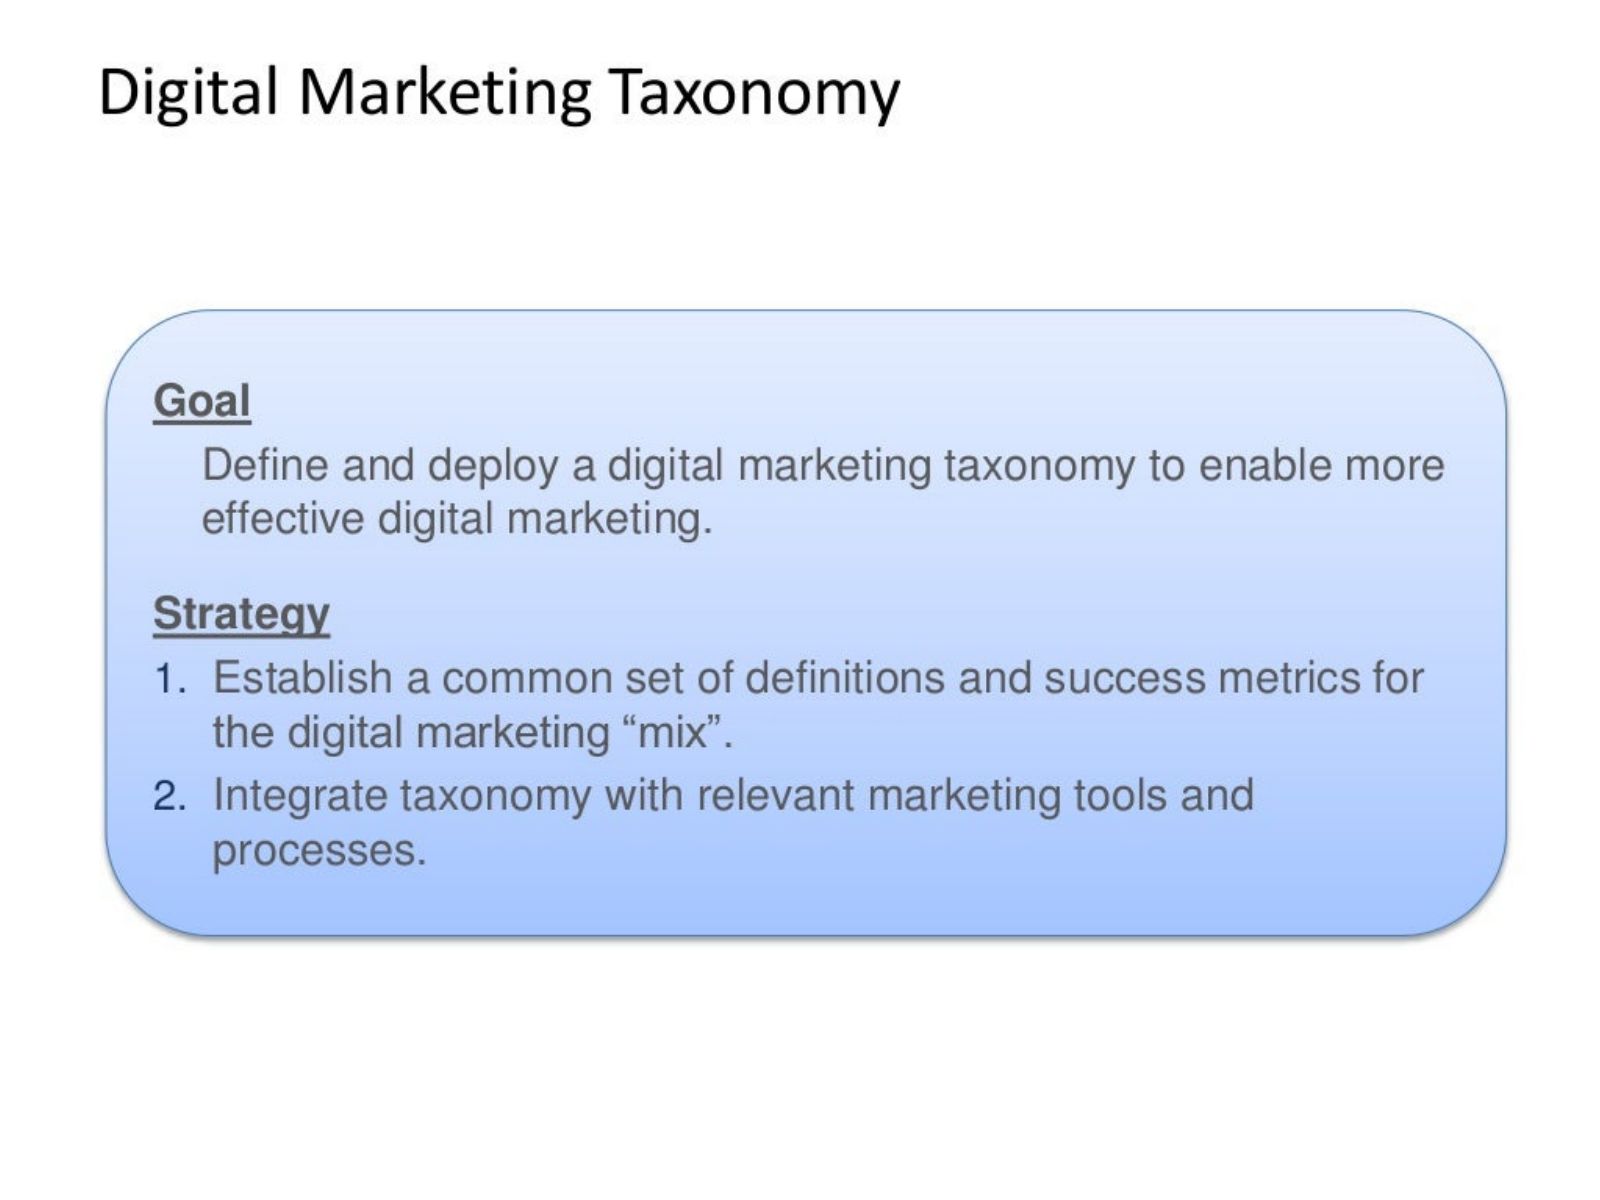 Digital Marketing Taxonomy
Goal
Define and deploy a digital marketing taxonomy to enable more
effective digital marketing.
Strategy
1. Establish a common set of definitions and success metrics for
the digital marketing “mix”.
2. Integrate taxonomy with relevant marketing tools and
processes.